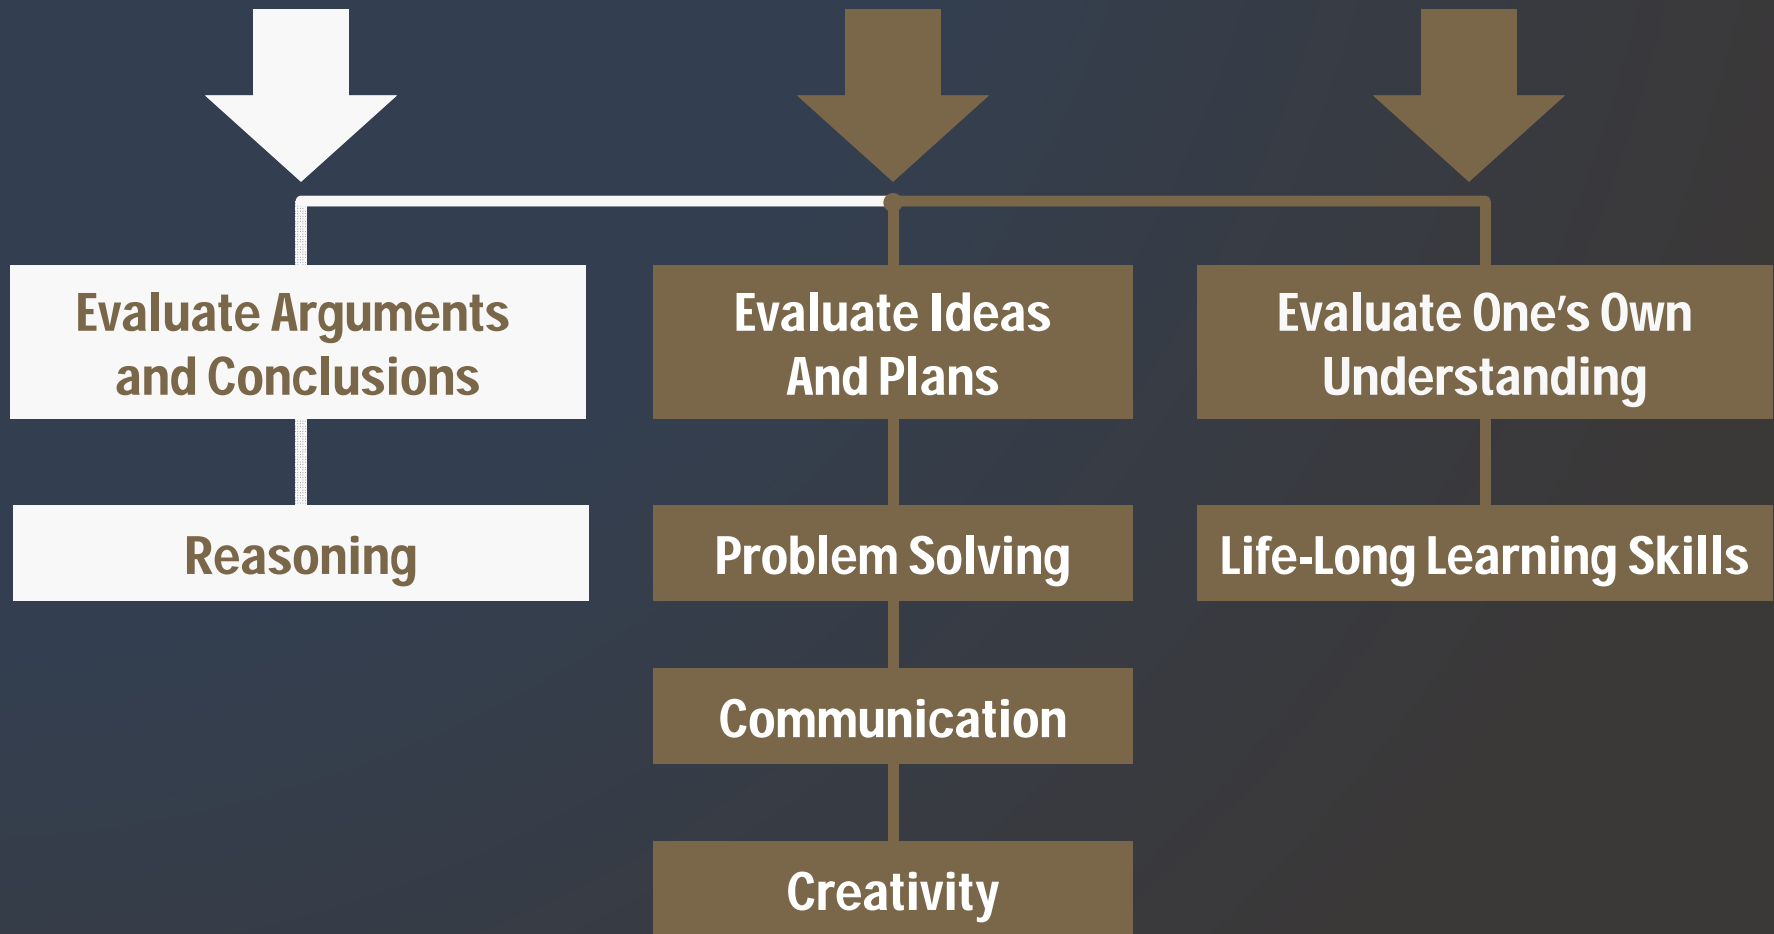 Evaluate Arguments
and Conclusions
Evaluate Ideas
And Plans
Evaluate One's Own
Understanding
Reasoning
Problem Solving
Life-Long Learning Skills
Communication
Creativity